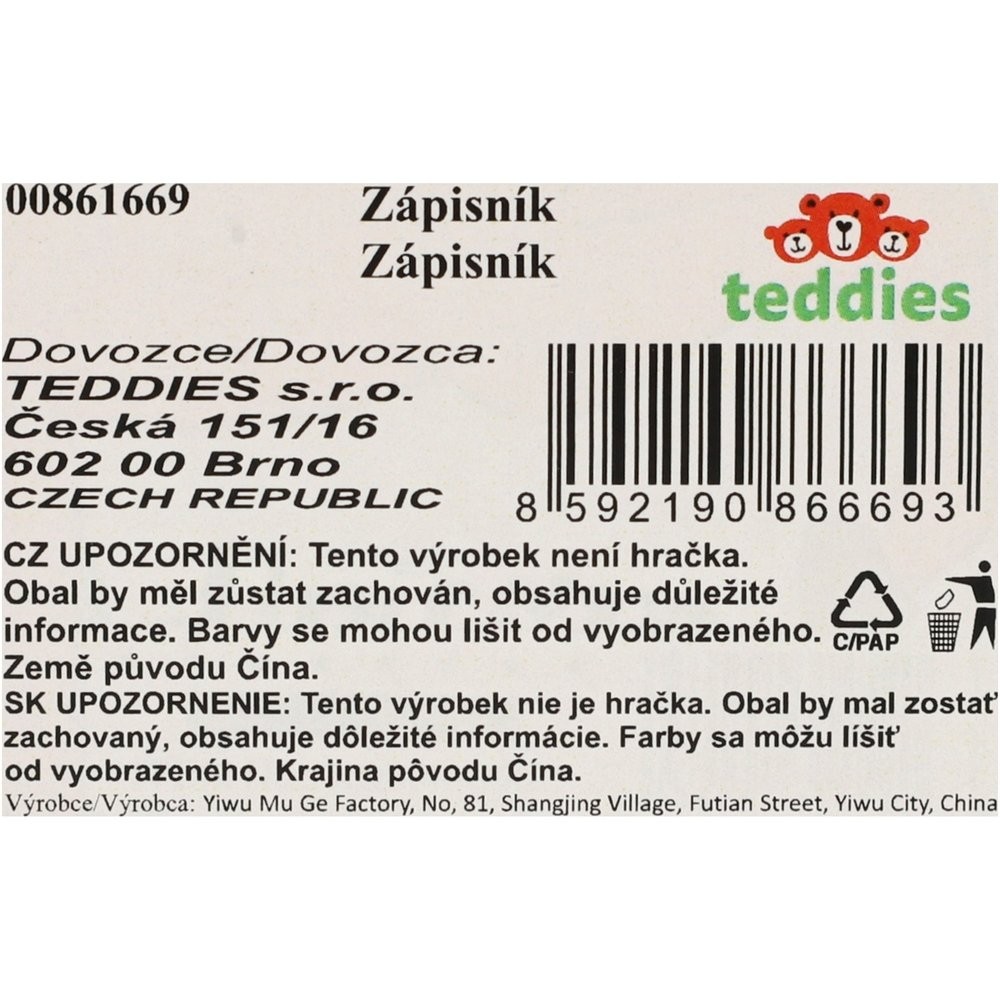 00861669
Zápisník
Zápisník
teddies
Dovozce/Dovozca:
TEDDIES s.r.o.
Česká 151/16
602 00 Brno
CZECH REPUBLIC
8 592190 866693
CZ UPOZORNĚNÍ: Tento výrobek není hračka.
Obal by měl zůstat zachován, obsahuje důležité
informace. Barvy se mohou lišit od vyobrazeného.
Země původu Čína.
C/PAP
SK UPOZORNENIE: Tento výrobek nie je hračka. Obal by mal zostať
zachovaný, obsahuje dôležité informácie. Farby sa môžu líšiť
od vyobrazeného. Krajina pôvodu Čína.
Výrobce/Výrobca: Yiwu Mu Ge Factory, No, 81, Shangjing Village, Futian Street, Yiwu City, China